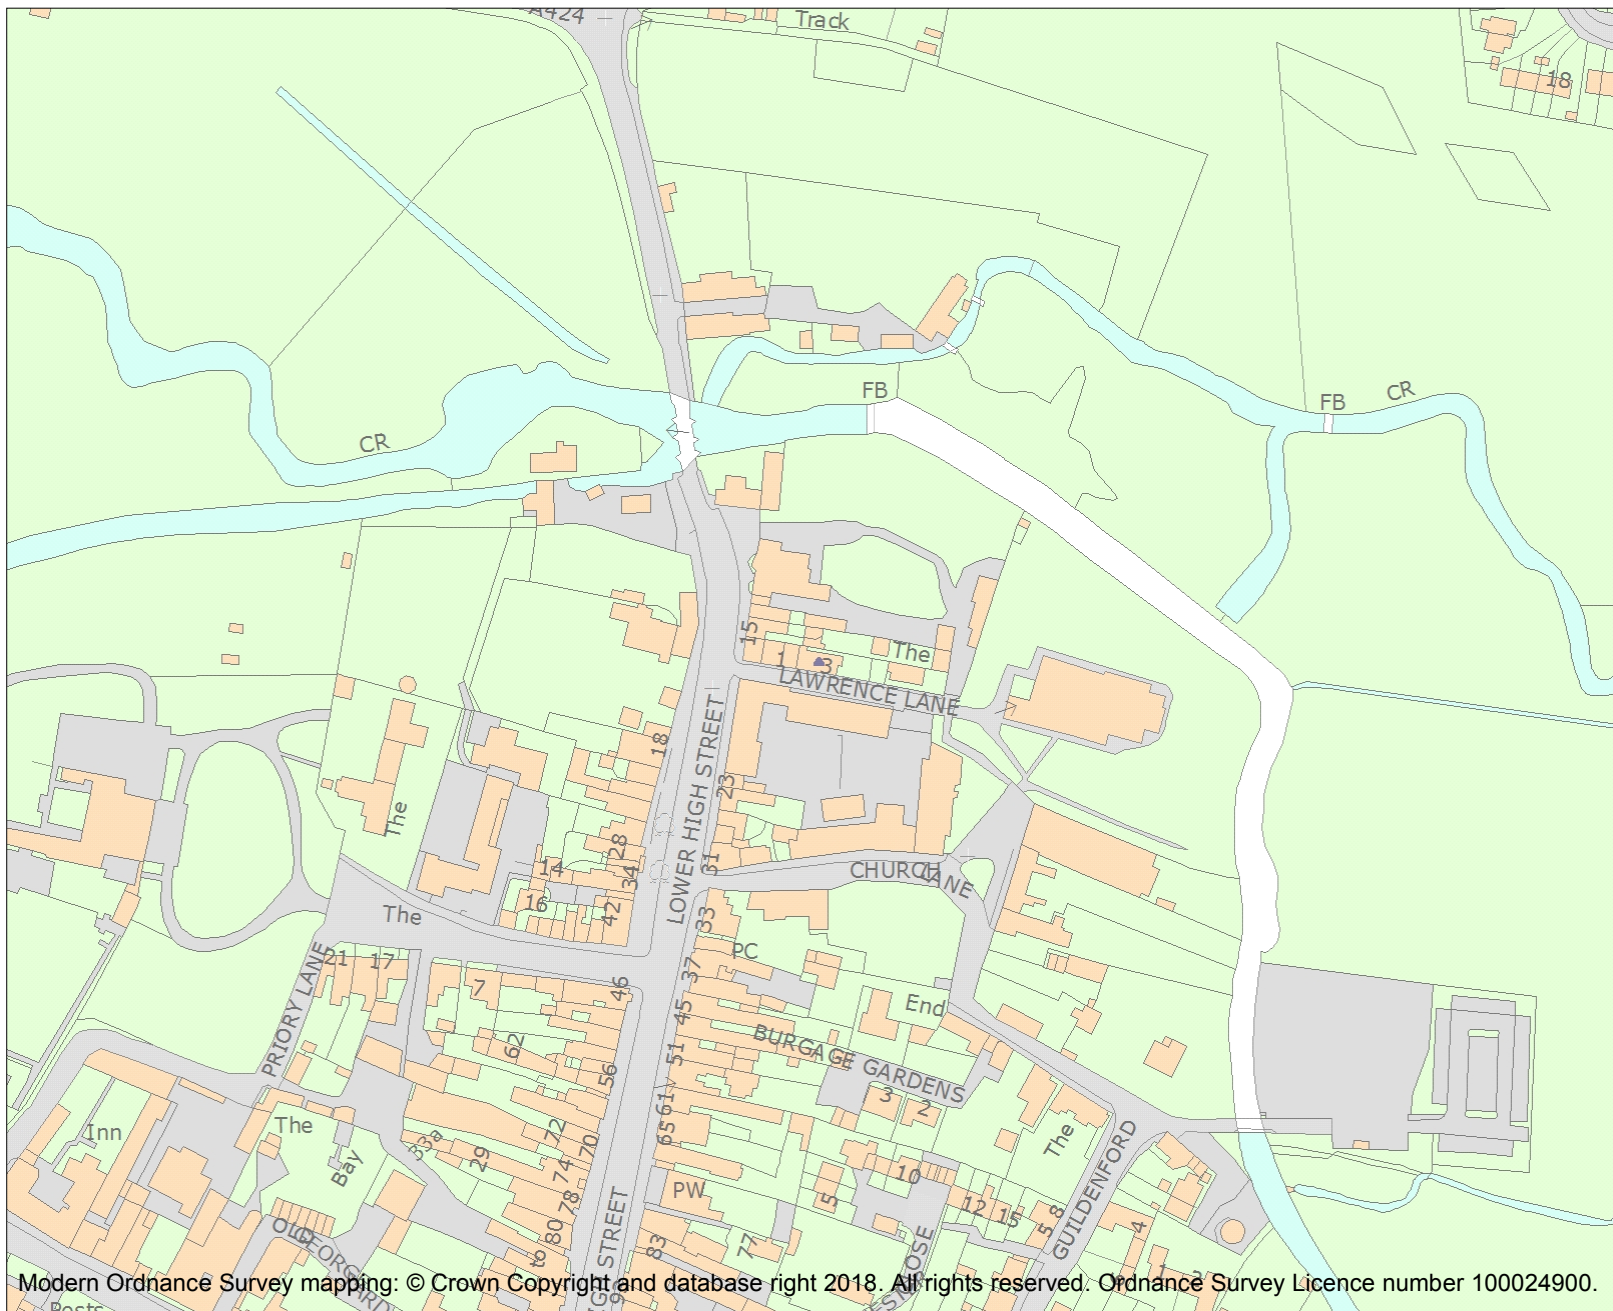 A424
Track
18
FB
FB
CR
CR
15
1
3
The
LAWRENCE LANE
18
LOWER HIGH STREET
23
The
28
31
CHURCH LANE
14
34
16
42
The
33
PC
21
17
37
7
46
End
45
PRIORY LANE
BURGAGE GARDENS
62
51
56
3
2
61
The
Inn
33a
72
65
The
GUILDENFORD
29
70
Bay
74
10
PW
78
5
12
15
8
5
4
80
83
77
OLD
1
Modern Ordnance Survey mapping: © Crown Copyright and database right 2018. All rights reserved. Ordnance Survey Licence number 100024900.
Posts